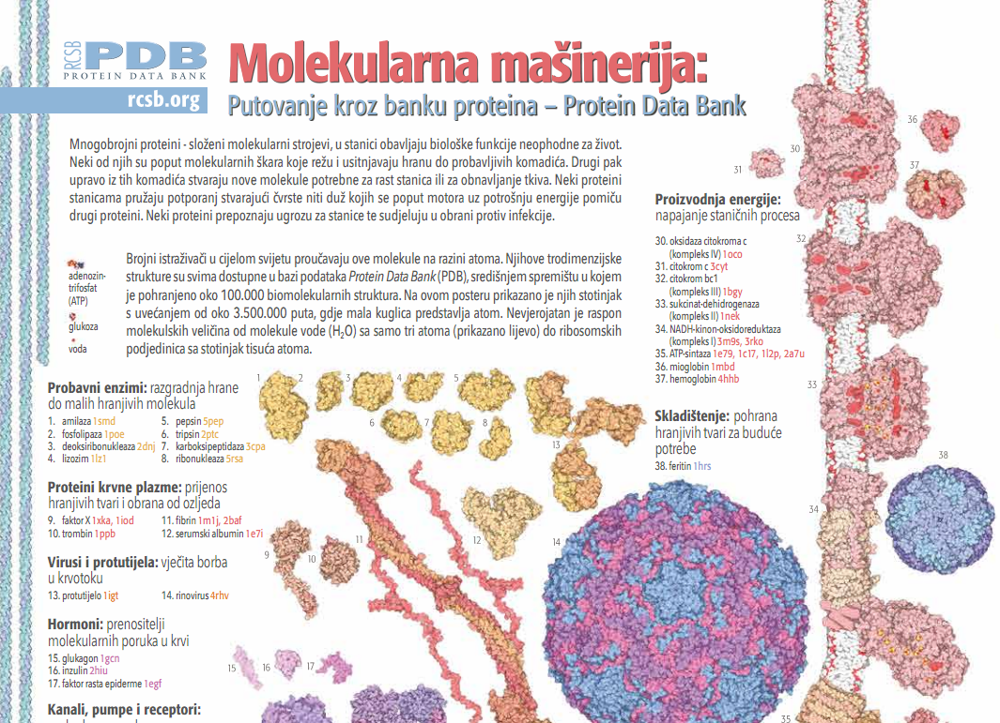 RCSB
PDB
PROTEIN DATA BANK
rcsb.org
Molekularna mašinerija:
Putovanje kroz banku proteina – Protein Data Bank
Mnogobrojni proteini - složeni molekularni strojevi, u stanici obavljaju biološke funkcije neophodne za život.
Neki od njih su poput molekularnih škara koje režu i usitnjavaju hranu do probavljivih komadića. Drugi pak
upravo iz tih komadića stvaraju nove molekule potrebne za rast stanica ili za obnavljanje tkiva. Neki proteini
stanicama pružaju potporanj stvarajući čvrste niti duž kojih se poput motora uz potrošnju energije pomiču
drugi proteini. Neki proteini prepoznaju ugrozu za stanice te sudjeluju u obrani protiv infekcije.
adenozin-
trifosfat
(ATP)
glukoza
voda
Brojni istraživači u cijelom svijetu proučavaju ove molekule na razini atoma. Njihove trodimenzijske
strukture su svima dostupne u bazi podataka Protein Data Bank (PDB), središnjem spremištu u kojem
je pohranjeno oko 100.000 biomolekularnih struktura. Na ovom posteru prikazano je njih stotinjak
s uvećanjem od oko 3.500.000 puta, gdje mala kuglica predstavlja atom. Nevjerojatan je raspon
molekulskih veličina od molekule vode (H₂O) sa samo tri atoma (prikazano lijevo) do ribosomskih
podjedinica sa stotinjak tisuća atoma.
Probavni enzimi: razgradnja hrane
do malih hranjivih molekula
1. amilaza 1smd
2. fosfolipaza 1poe
3. deoksiribonukleaza 2dnj
4. lizozim 1lz1
5. pepsin 5pep
6. tripsin 2ptc
7. karboksipeptidaza 3cpa
8. ribonukleaza 5rsa
Proteini krvne plazme: prijenos
hranjivih tvari i obrana od ozljeda
9. faktor X 1xka, 1iod
10. trombin 1ppb
11. fibrin 1m1j, 2baf
12. serumski albumin 1e7i
Virusi i protutijela: vječita borba
u krvotoku
13. protutijelo 1igt
14. rinovirus 4rhv
Hormoni: prenositelji
molekularnih poruka u krvi
15. glukagon 1gcn
16. inzulin 2hiu
17. faktor rasta epiderme 1egf
Kanali, pumpe i receptori:
1
2
3
4
5
6
7
8
9
10
11
12
13
14
15
16
17
Proizvodnja energije:
napajanje staničnih procesa
30. oksidaza citokroma c
(kompleks IV) 1oco
31. citokrom c 3cyt
32. citokrom bc1
(kompleks III) 1bgy
33. sukcinat-dehidrogenaza
(kompleks II) 1nek
34. NADH-kinon-oksidoreduktaza
(kompleks I) 3m9s, 3rko
35. ATP-sintaza 1e79, 1c17, 1l2p, 2a7u
36. mioglobin 1mbd
37. hemoglobin 4hhb
Skladištenje: pohrana
hranjivih tvari za buduće
potrebe
38. feritin 1hrs
30
31
32
33
34
35
36
37
38